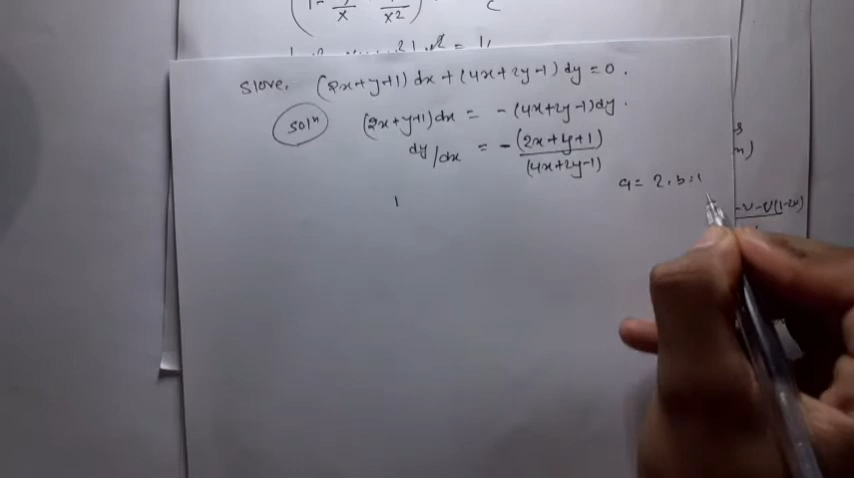 Slove. (2x+y+1) dx + (4x+2y-1) dy = 0.
Soln (2x+y+1) dx = - (4x+2y-1) dy.
dy/dx = - (2x+y+1) / (4x+2y-1)
a = 2, b = 1